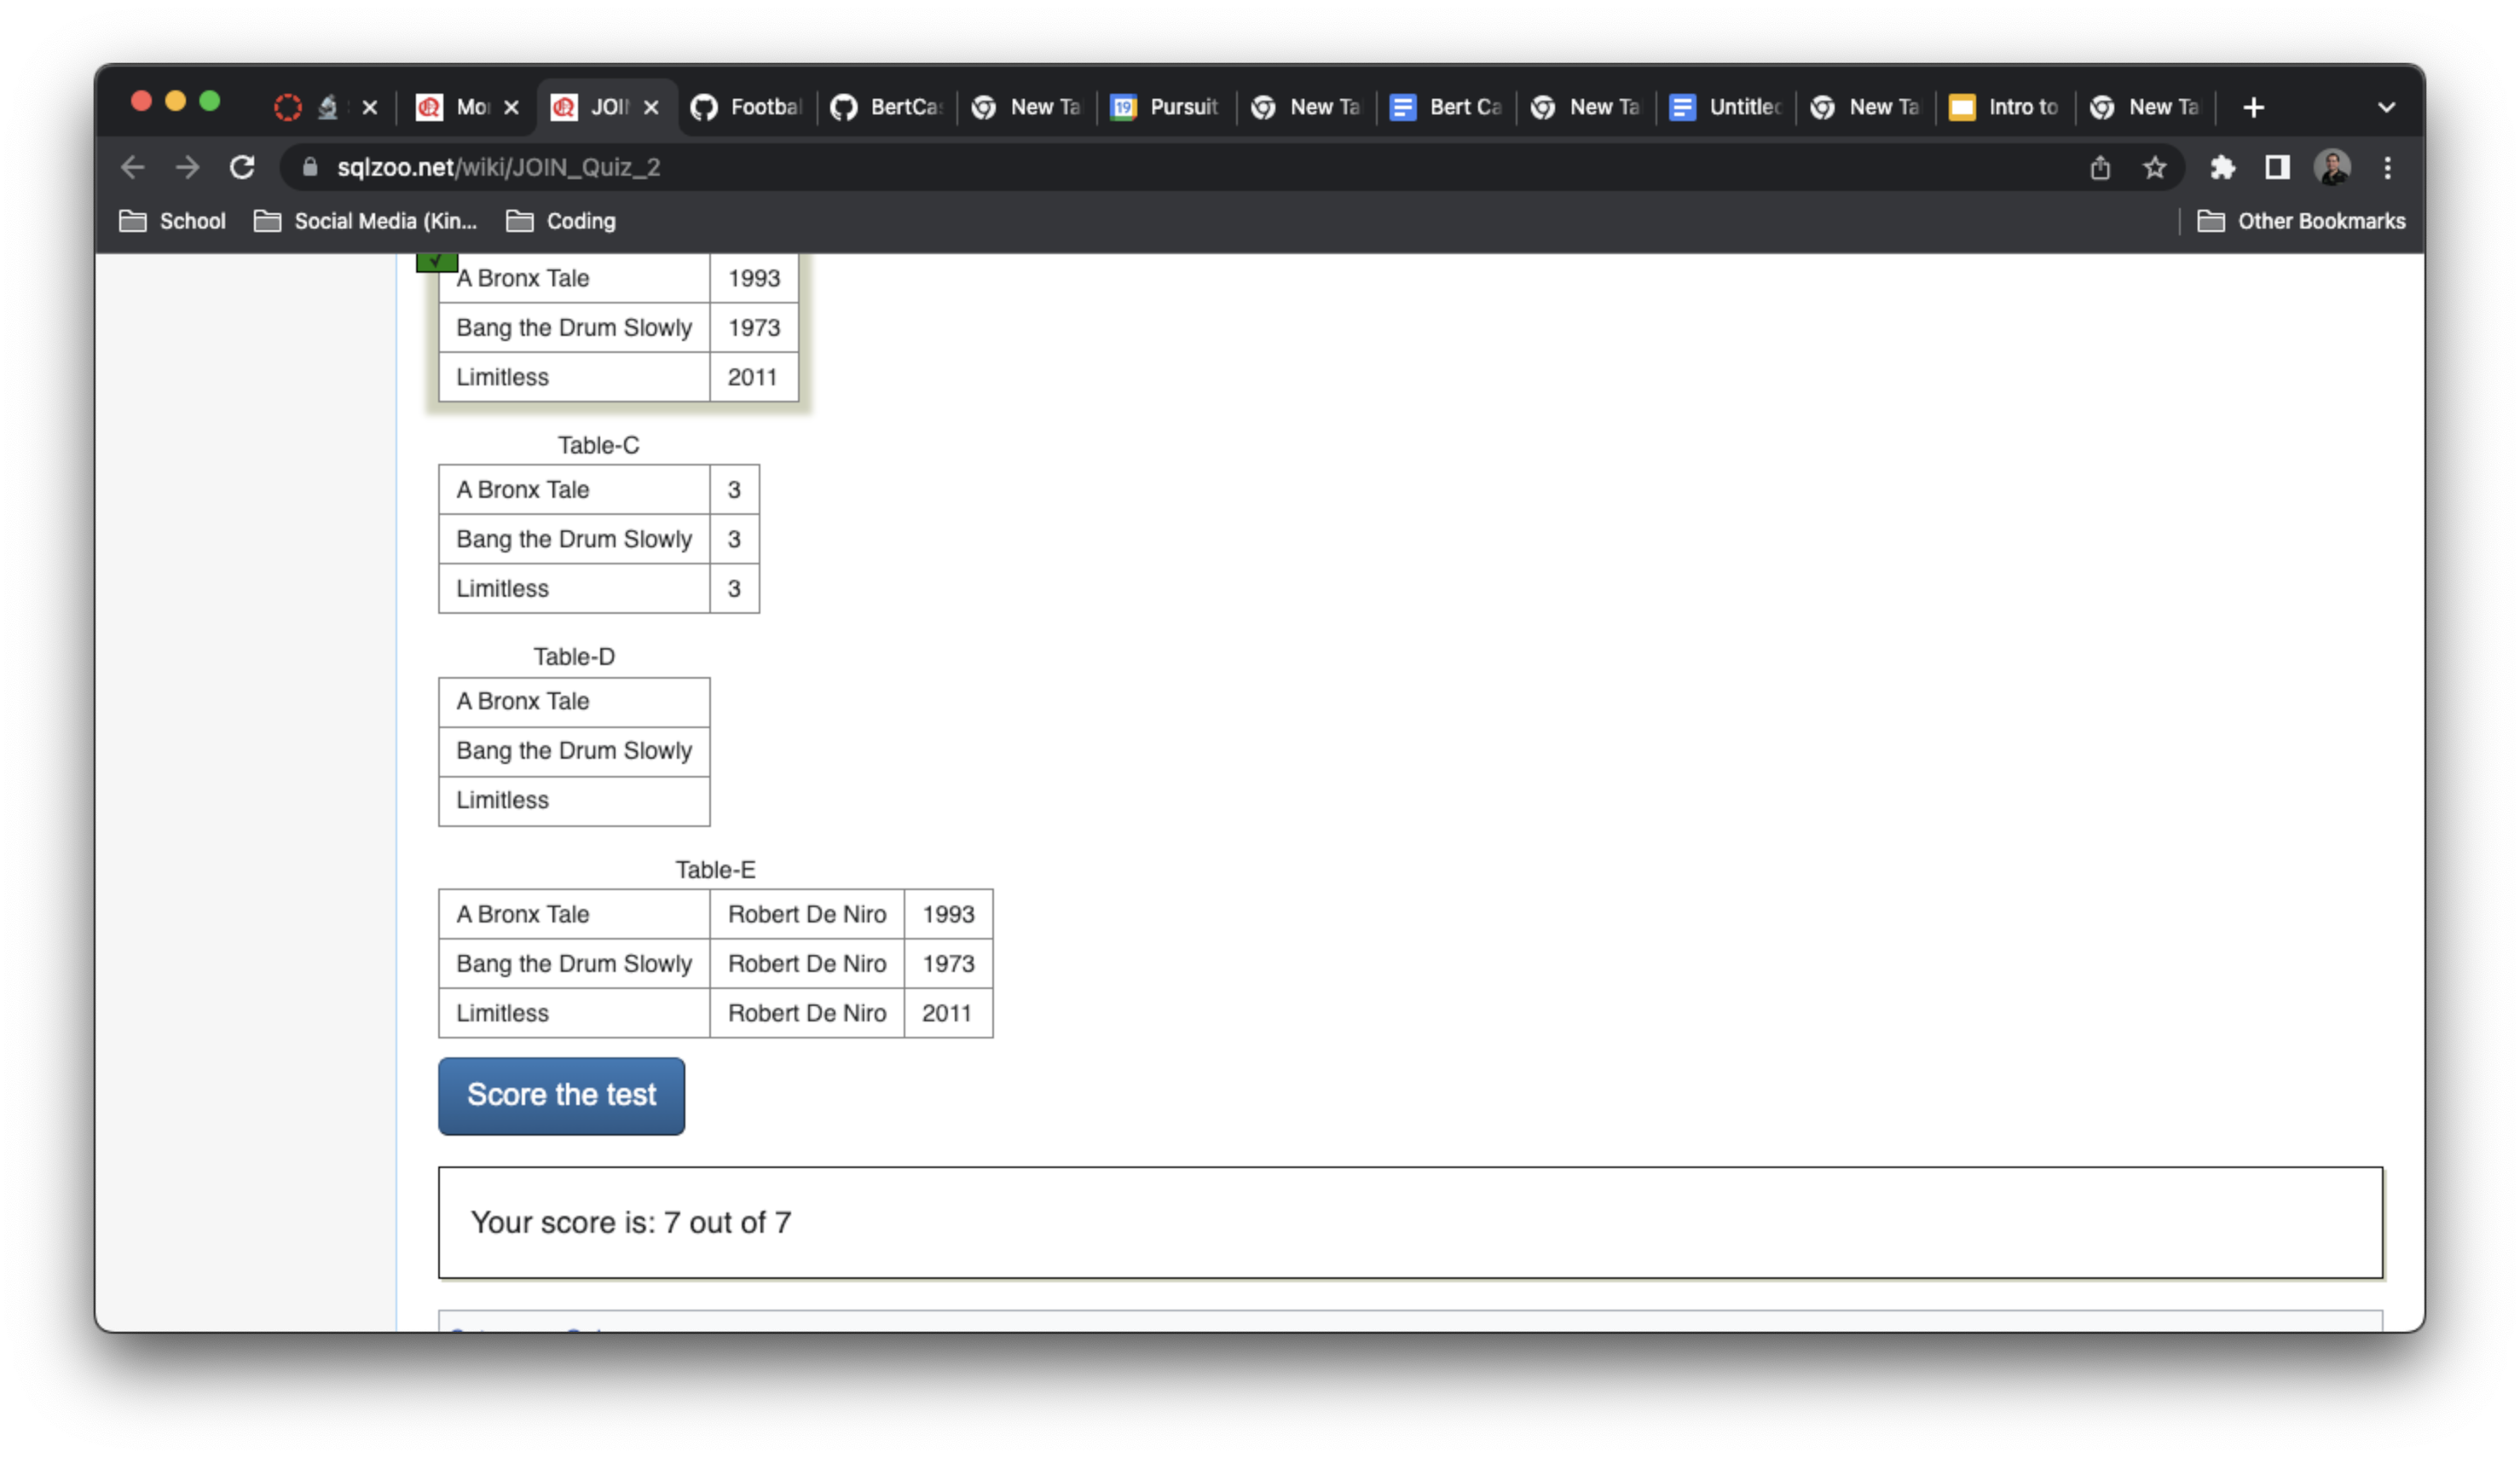 Mo JOI Footbal BertCa New Ta 19 Pursuit New Ta Bert Ca New Ta Untitled New Ta Intro to New Ta
sqlzoo.net/wiki/JOIN_Quiz_2
School Social Media (Kin... Coding Other Bookmarks
A Bronx Tale 1993
Bang the Drum Slowly 1973
Limitless 2011
Table-C
A Bronx Tale 3
Bang the Drum Slowly 3
Limitless 3
Table-D
A Bronx Tale
Bang the Drum Slowly
Limitless
Table-E
A Bronx Tale Robert De Niro 1993
Bang the Drum Slowly Robert De Niro 1973
Limitless Robert De Niro 2011
Score the test
Your score is: 7 out of 7